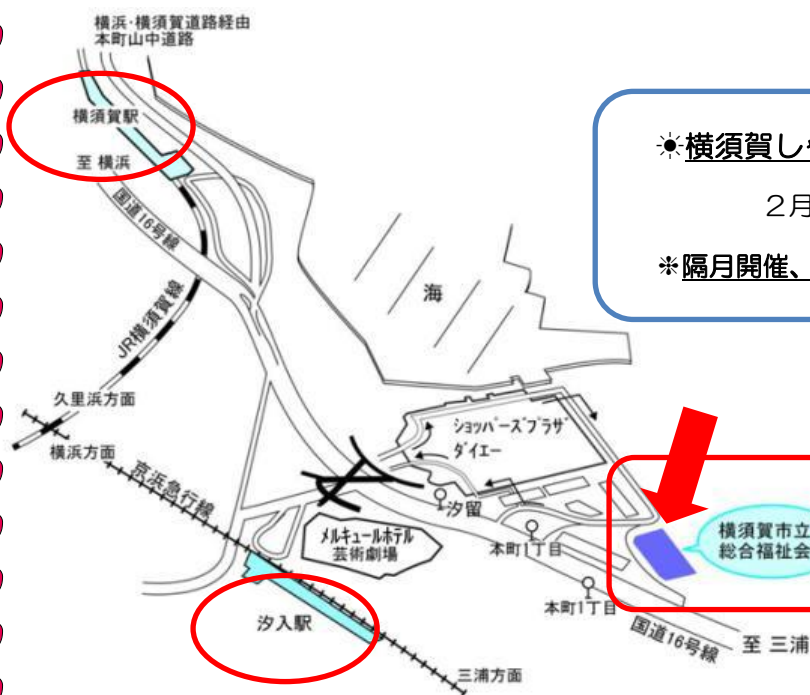 横浜・横須賀道路経由
本町山中道路
横須賀駅
至 横浜
国道16号線
JR横須賀線
久里浜方面
横浜方面
京浜急行線
海
ショッパーズプラザ
ダイエー
汐留
メルキュールホテル
芸術劇場
本町1丁目
本町1丁目
汐入駅
三浦方面
国道16号線
至 三浦
横須賀市立
総合福祉会
☀横須賀し
2月
※隔月開催、